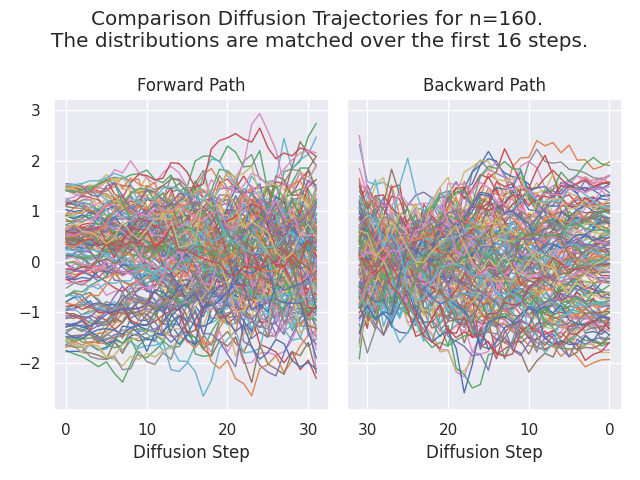 Comparison Diffusion Trajectories for n=160.
The distributions are matched over the first 16 steps.
Forward Path
Backward Path
3
2
1
0
−1
−2
0 10 20 30
30 20 10 0
Diffusion Step
Diffusion Step